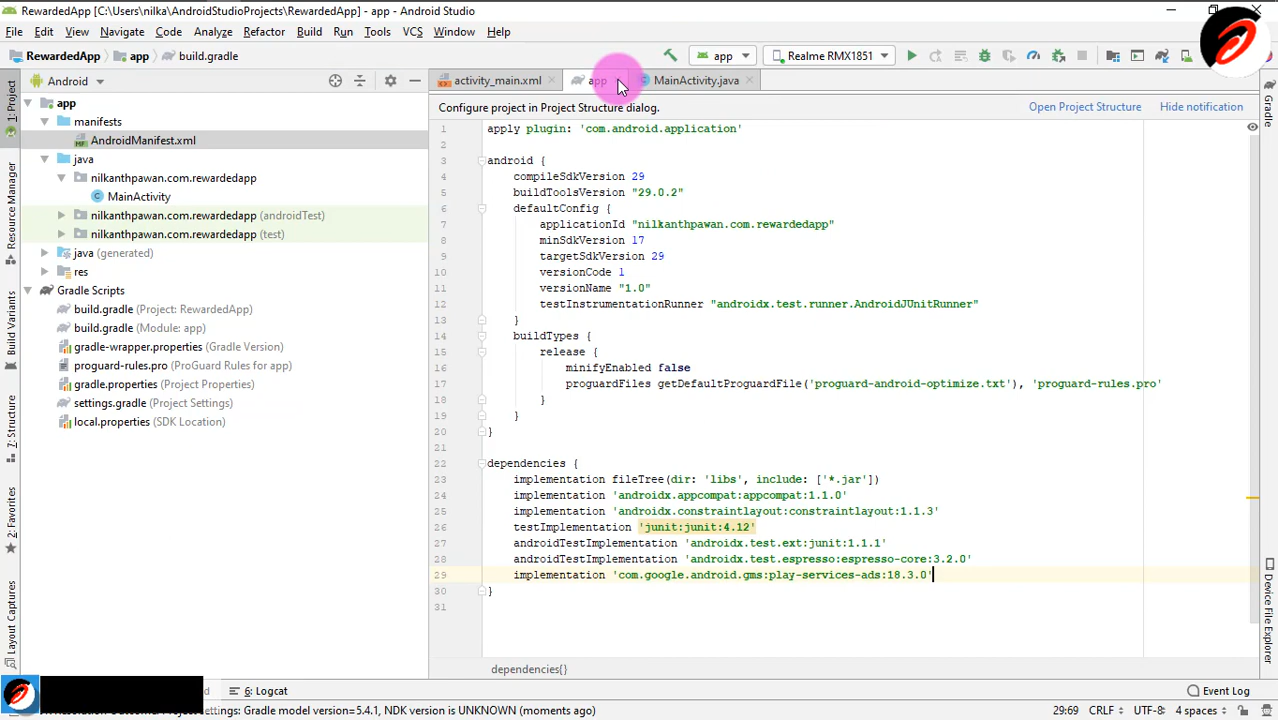 RewardedApp [C:\Users\nilka\AndroidStudioProjects\RewardedApp] - app - Android Studio
File Edit View Navigate Code Analyze Refactor Build Run Tools VCS Window Help
RewardedApp app build.gradle app Realme RMX1851
Android
activity_main.xml app MainActivity.java
Configure project in Project Structure dialog. Open Project Structure Hide notification
app
manifests
AndroidManifest.xml
java
nilkanthpawan.com.rewardedapp
MainActivity
nilkanthpawan.com.rewardedapp (androidTest)
nilkanthpawan.com.rewardedapp (test)
java (generated)
res
Gradle Scripts
build.gradle (Project: RewardedApp)
build.gradle (Module: app)
gradle-wrapper.properties (Gradle Version)
proguard-rules.pro (ProGuard Rules for app)
gradle.properties (Project Properties)
settings.gradle (Project Settings)
local.properties (SDK Location)
1 apply plugin: 'com.android.application'
2
3 android {
4 compileSdkVersion 29
5 buildToolsVersion "29.0.2"
6 defaultConfig {
7 applicationId "nilkanthpawan.com.rewardedapp"
8 minSdkVersion 17
9 targetSdkVersion 29
10 versionCode 1
11 versionName "1.0"
12 testInstrumentationRunner "androidx.test.runner.AndroidJUnitRunner"
13 }
14 buildTypes {
15 release {
16 minifyEnabled false
17 proguardFiles getDefaultProguardFile('proguard-android-optimize.txt'), 'proguard-rules.pro'
18 }
19 }
20 }
21
22 dependencies {
23 implementation fileTree(dir: 'libs', include: ['*.jar'])
24 implementation 'androidx.appcompat:appcompat:1.1.0'
25 implementation 'androidx.constraintlayout:constraintlayout:1.1.3'
26 testImplementation 'junit:junit:4.12'
27 androidTestImplementation 'androidx.test.ext:junit:1.1.1'
28 androidTestImplementation 'androidx.test.espresso:espresso-core:3.2.0'
29 implementation 'com.google.android.gms:play-services-ads:18.3.0'
30 }
31
dependencies{}
1: Project
Resource Manager
Build Variants
7: Structure
2: Favorites
Layout Captures
Gradle
Device File Explorer
6: Logcat Event Log
settings: Gradle model version=5.4.1, NDK version is UNKNOWN (moments ago) 29:69 CRLF UTF-8 4 spaces